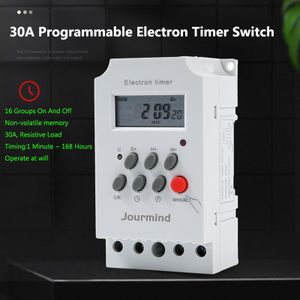 30A Programmable Electron Timer Switch
16 Groups On And Off
Non-volatile memory
30A, Resistive Load
Timing:1 Minute ~ 168 Hours
Operate at will
Electron timer
C D+ H+ M+
C/R
MANUAL
Jourmind